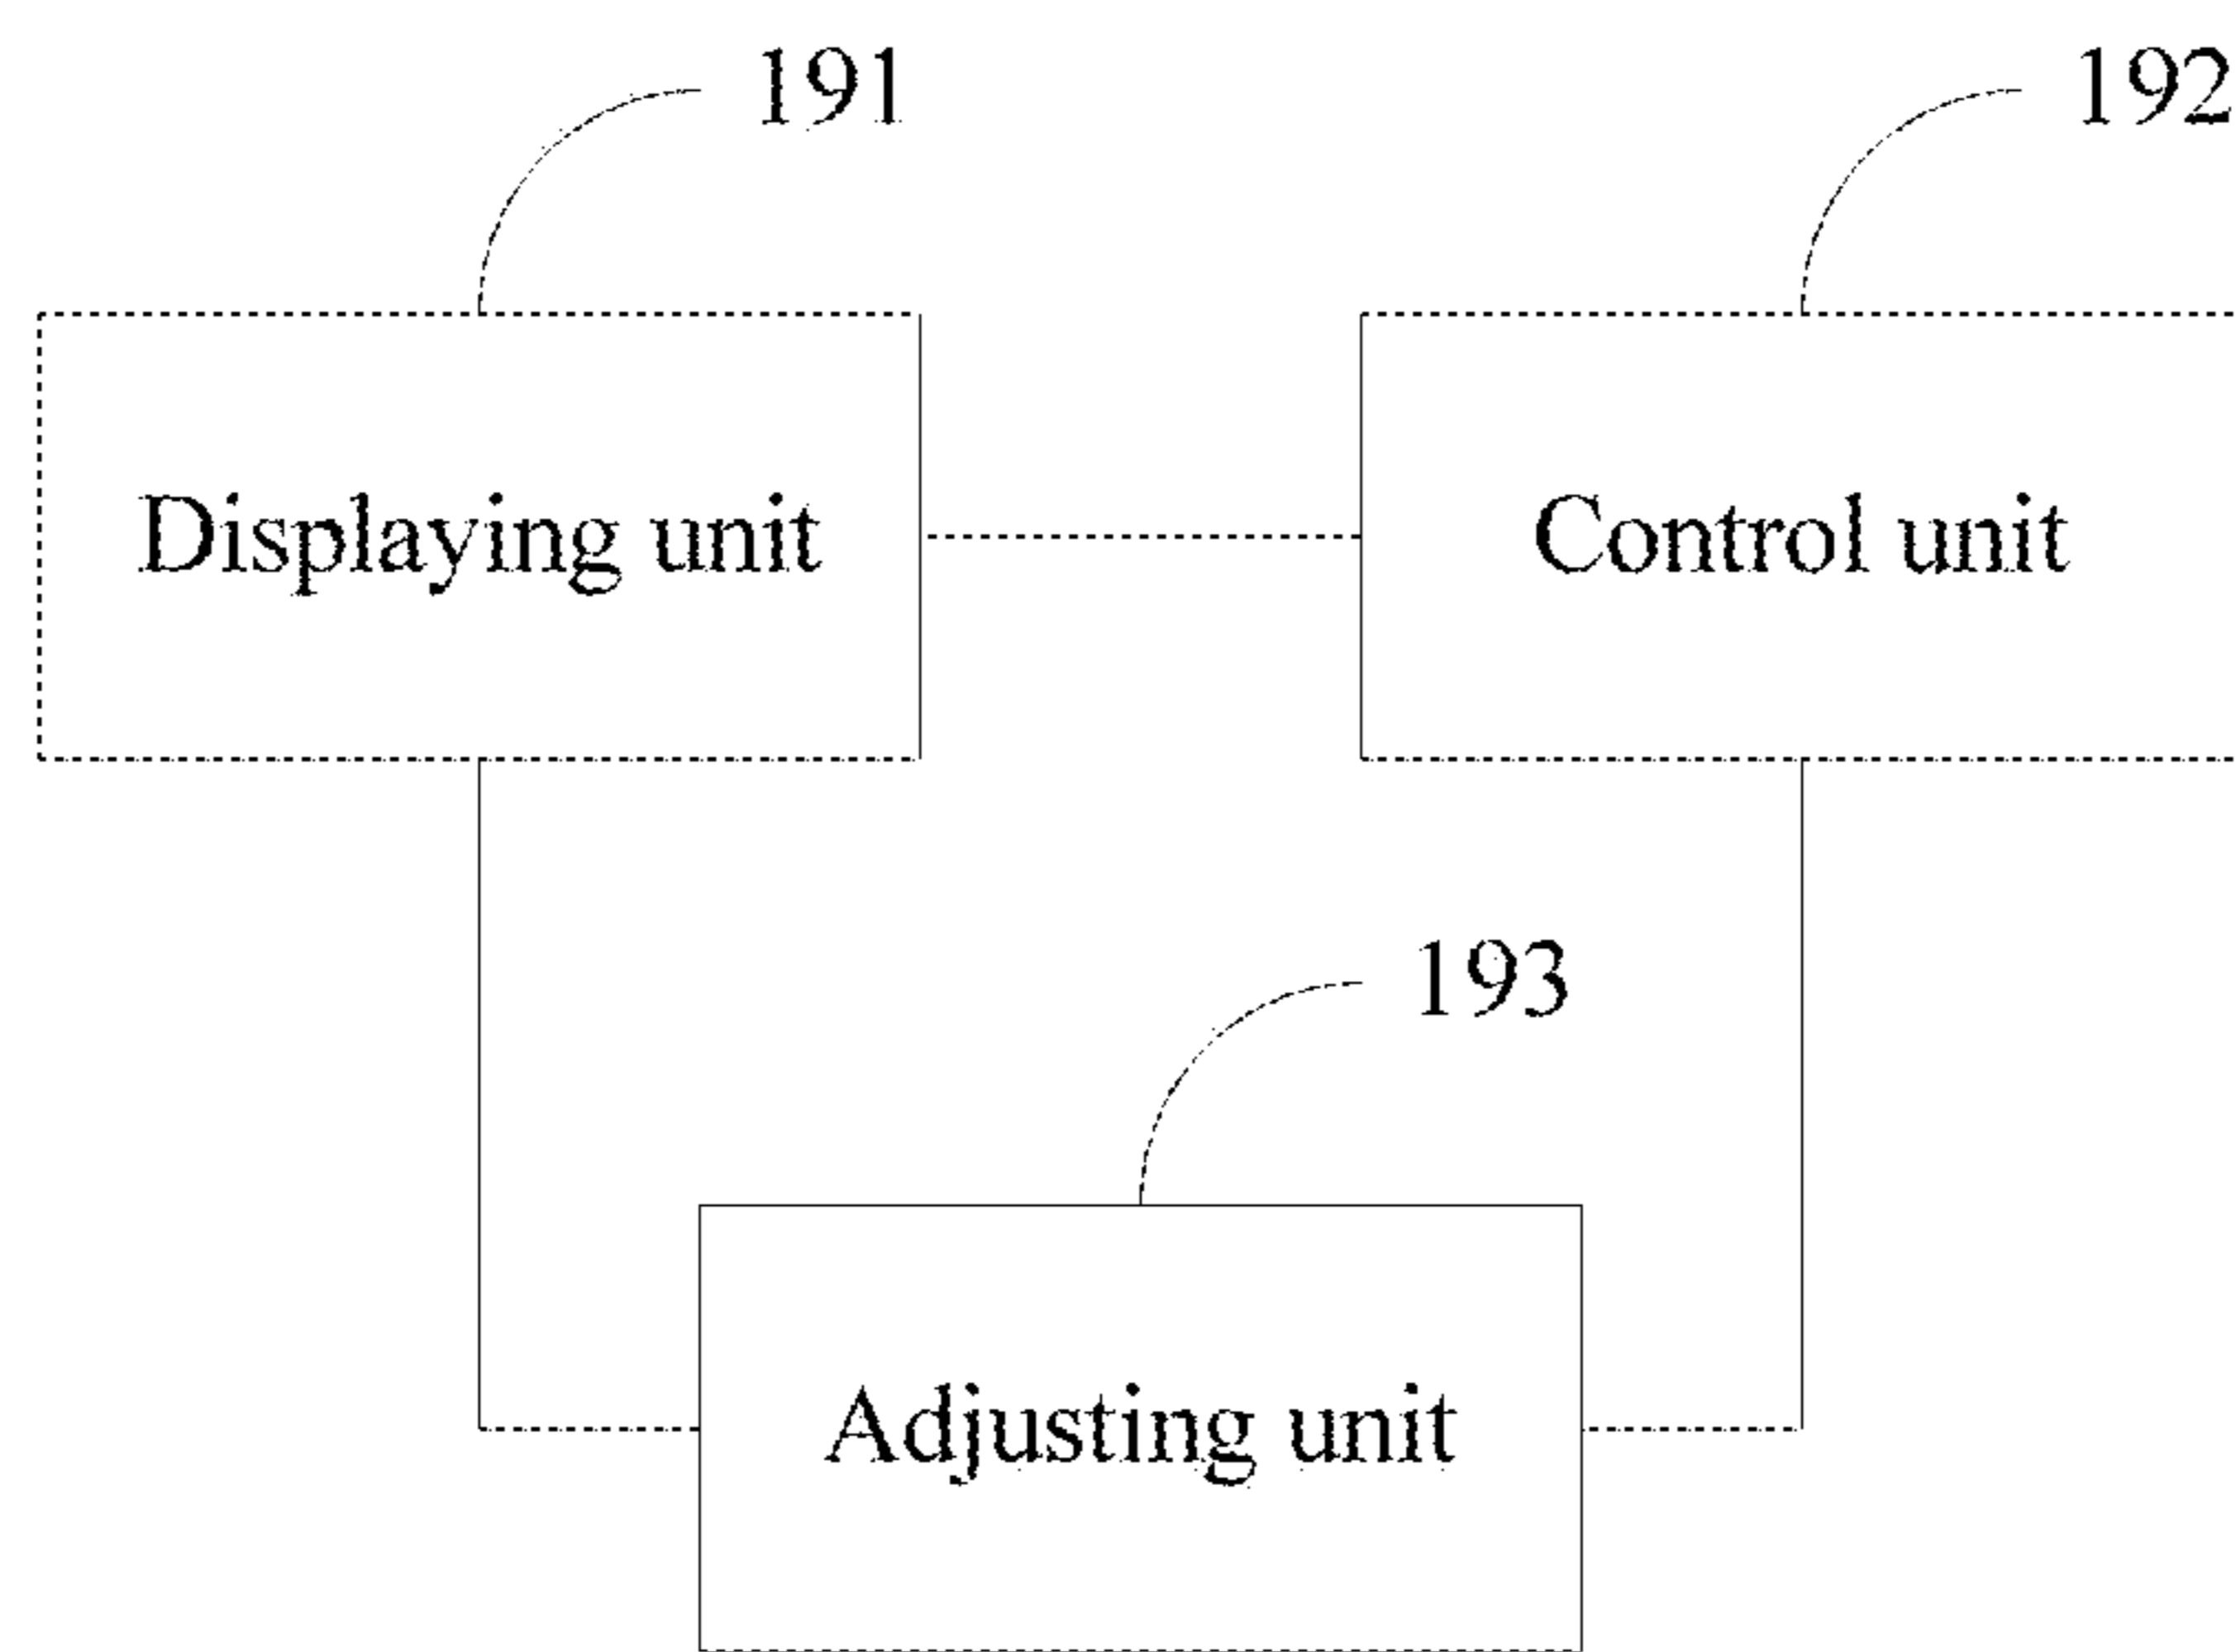 191
192
Displaying unit
Control unit
193
Adjusting unit